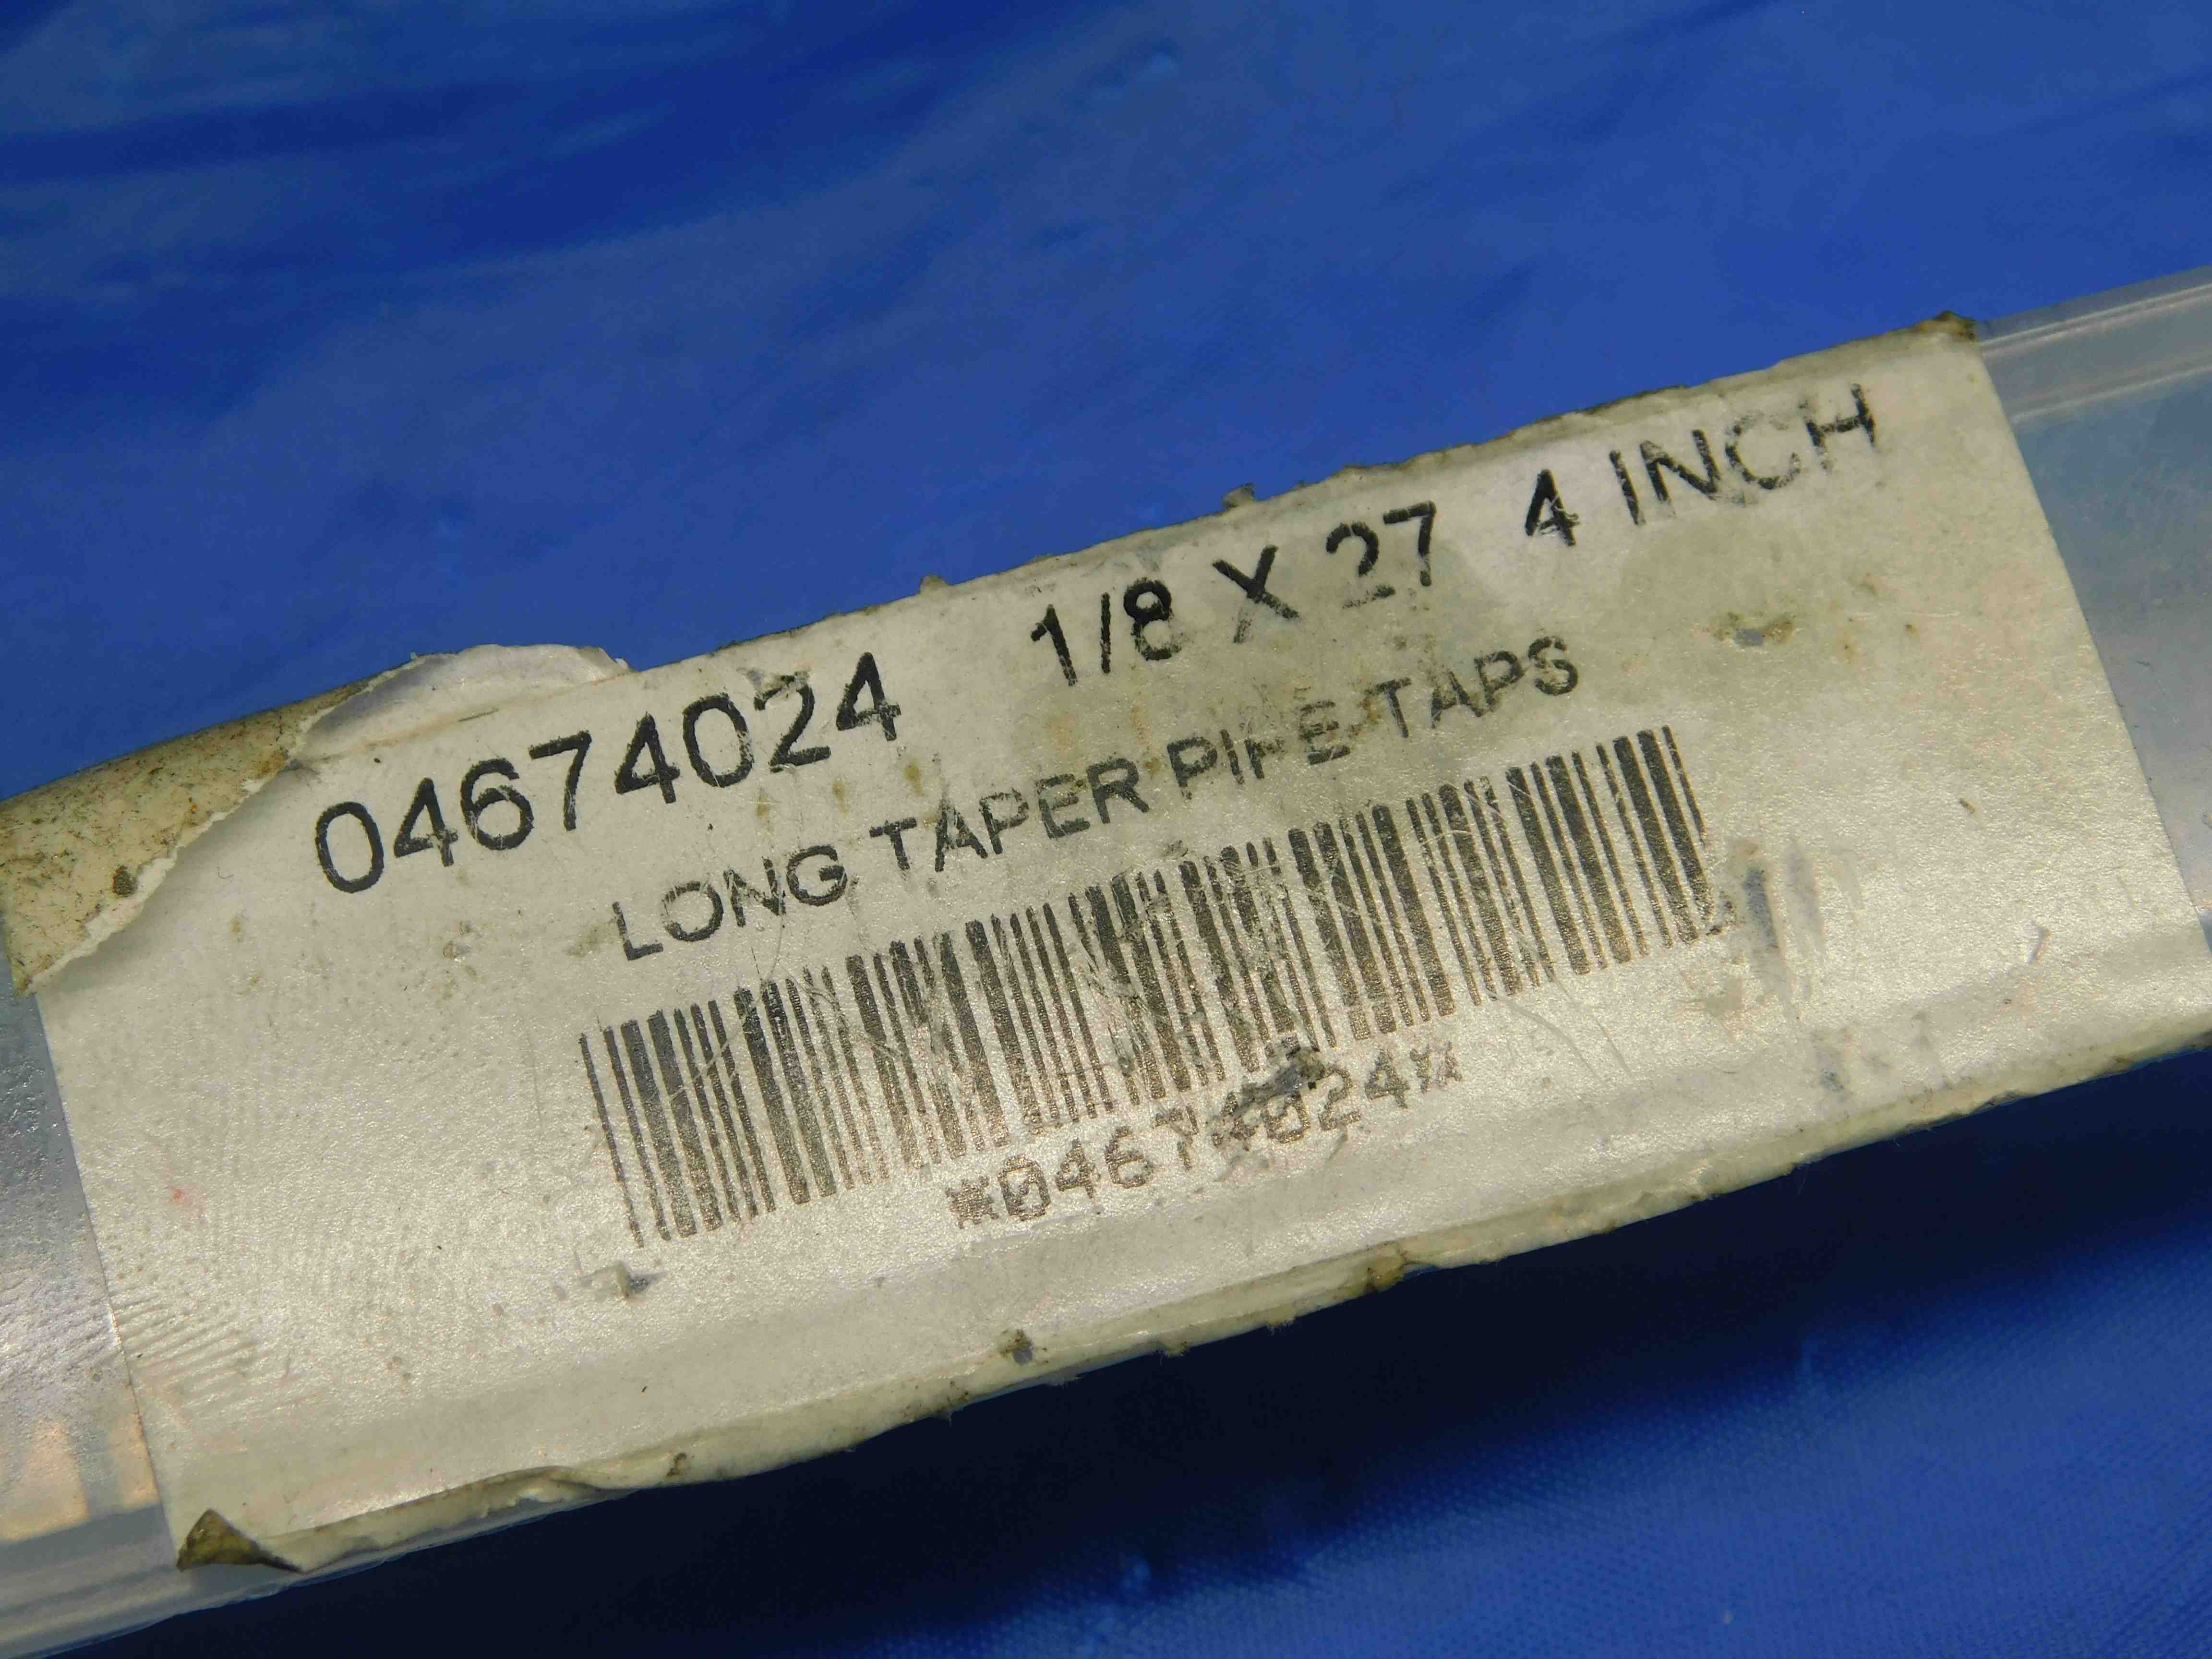 04674024 1/8 X 27 4 INCH
LONG TAPER PIPE TAPS
*04674024*